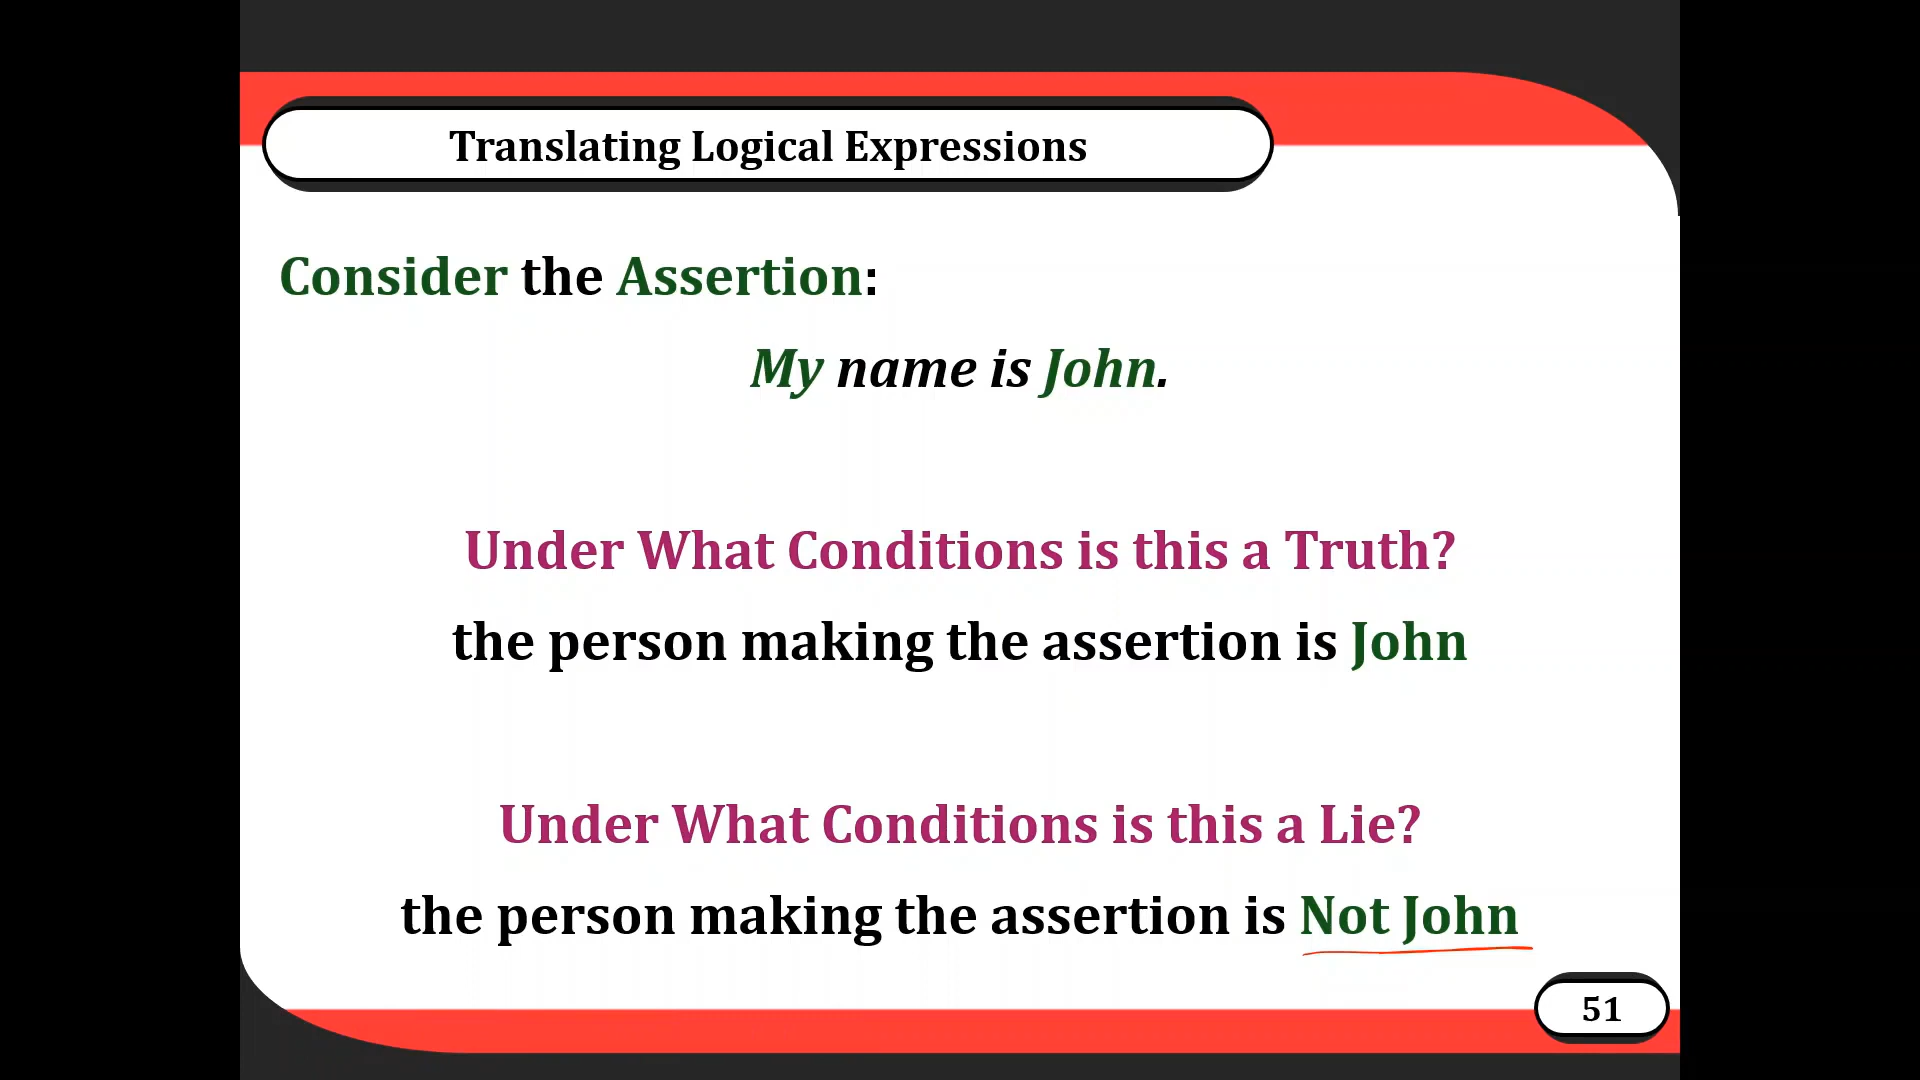 Translating Logical Expressions
Consider the Assertion:
My name is John.
Under What Conditions is this a Truth?
the person making the assertion is John
Under What Conditions is this a Lie?
the person making the assertion is Not John
51